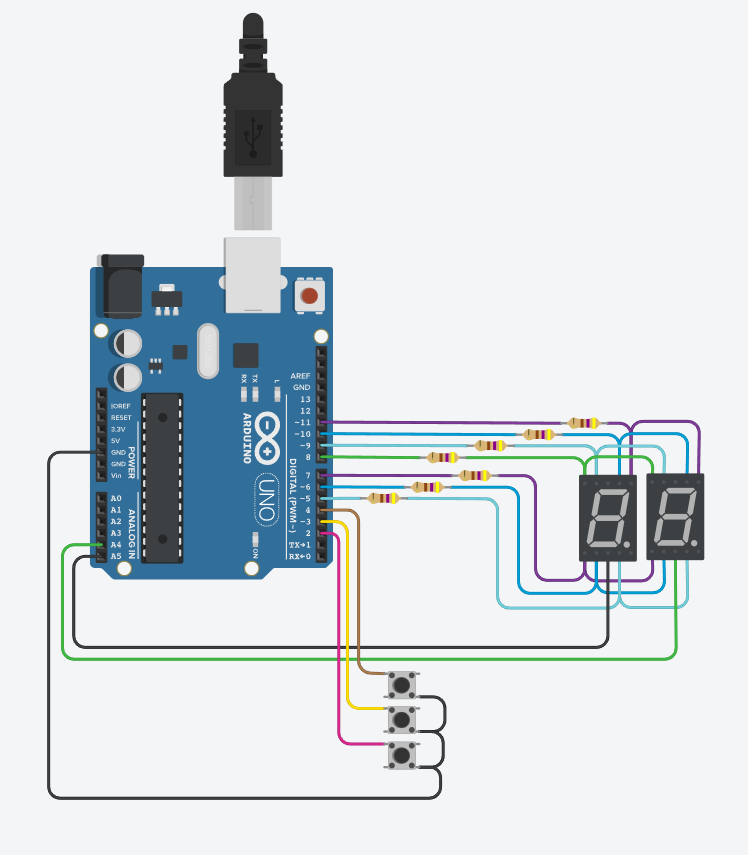 AREF
GND
13
12
~11
~10
~9
8
7
~6
~5
4
~3
2
TX→1
RX←0
DIGITAL (PWM~)
IOREF
RESET
3.3V
5V
GND
GND
Vin
POWER
A0
A1
A2
A3
A4
A5
ANALOG IN
RX
TX
L
ARDUINO
UNO
ON